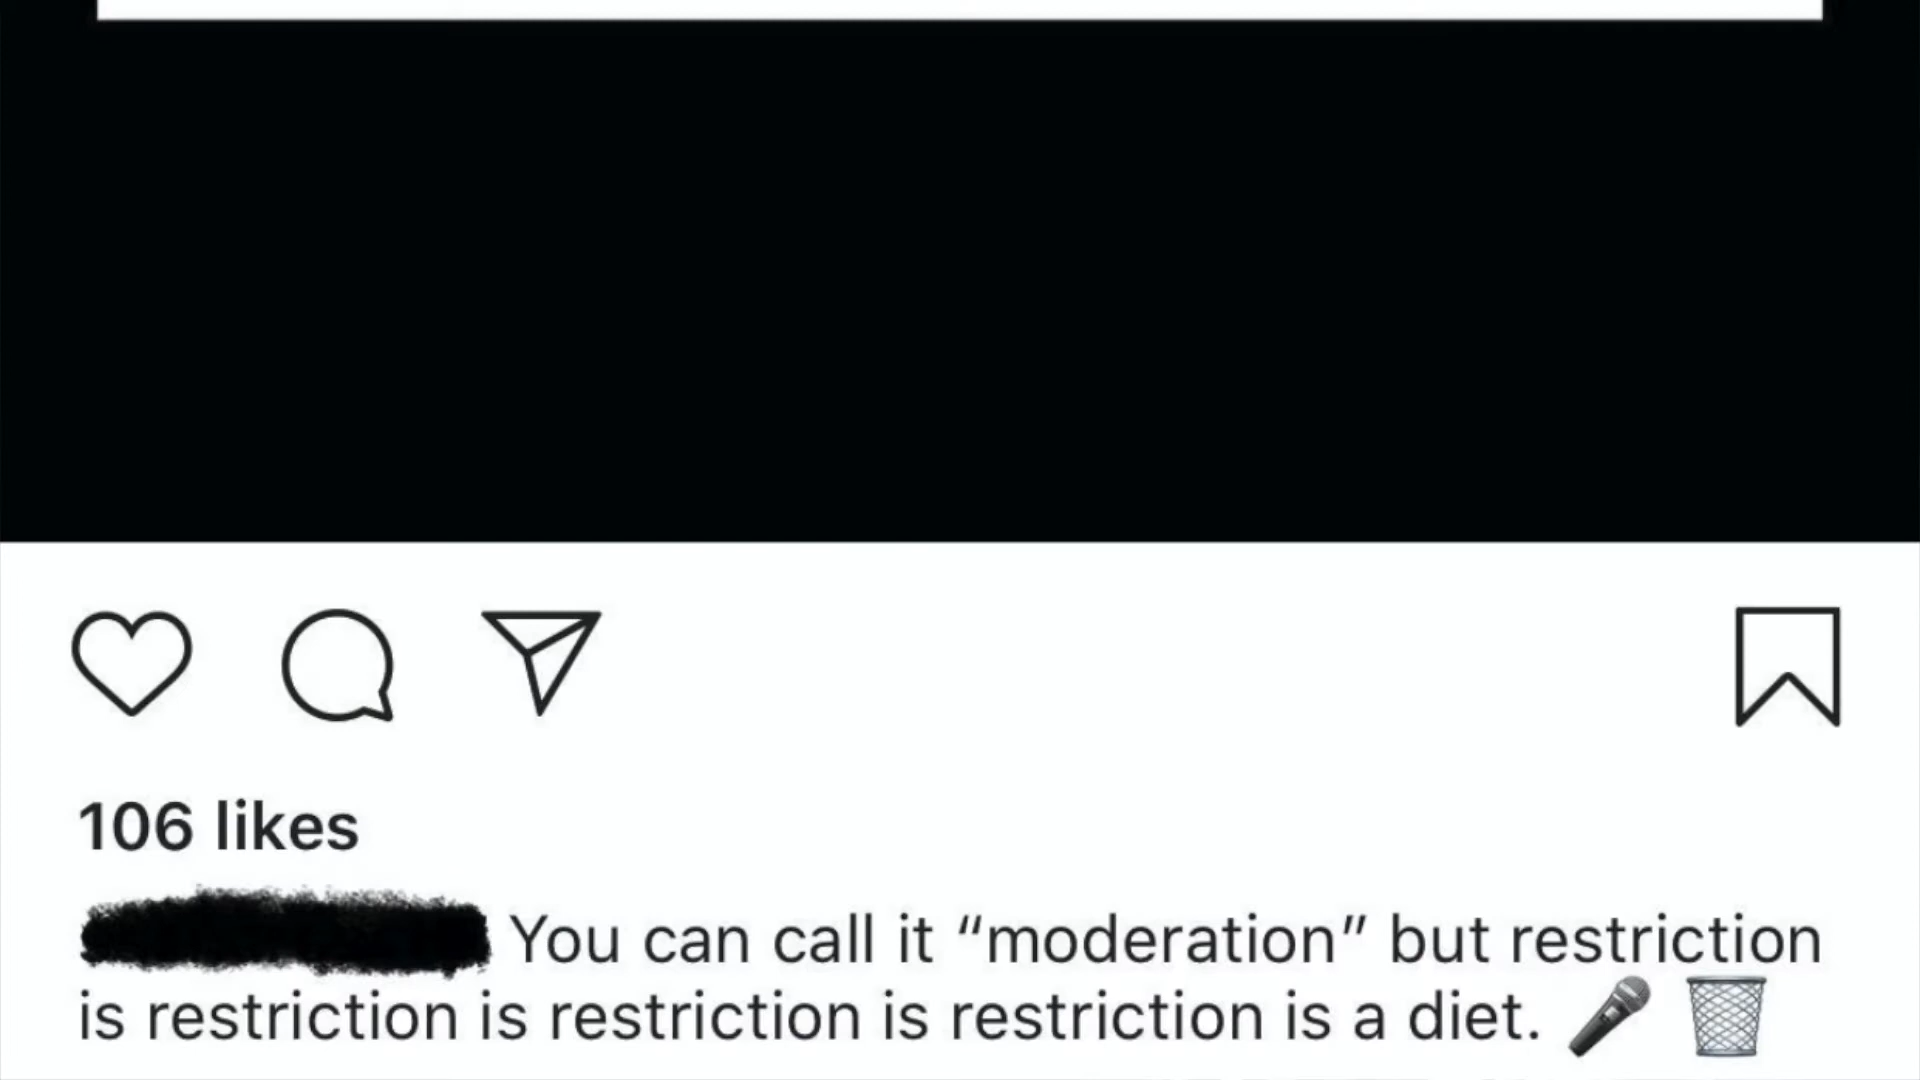 106 likes
You can call it “moderation” but restriction
is restriction is restriction is restriction is a diet. 🎤 🗑️